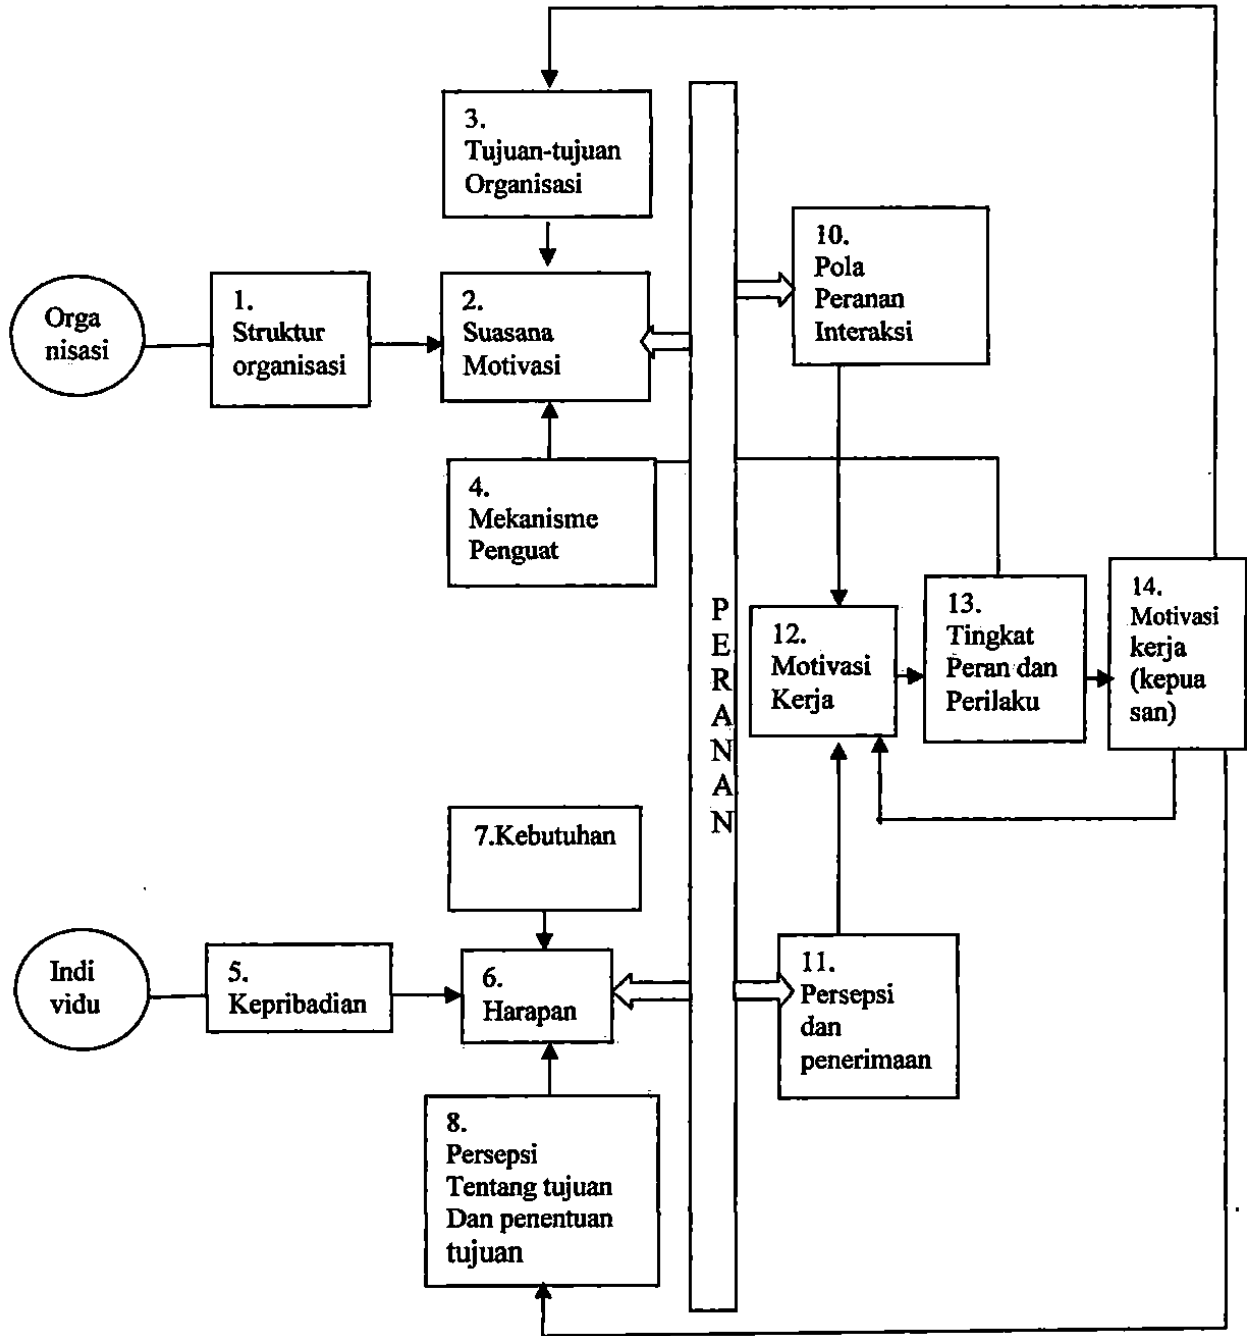 3.
Tujuan-tujuan
Organisasi
10.
Pola
Peranan
Interaksi
Orga
nisasi
1.
Struktur
organisasi
2.
Suasana
Motivasi
4.
Mekanisme
Penguat
PERANAN
12.
Motivasi
Kerja
13.
Tingkat
Peran dan
Perilaku
14.
Motivasi
kerja
(kepua
san)
7.Kebutuhan
Indi
vidu
5.
Kepribadian
6.
Harapan
11.
Persepsi
dan
penerimaan
8.
Persepsi
Tentang tujuan
Dan penentuan
tujuan